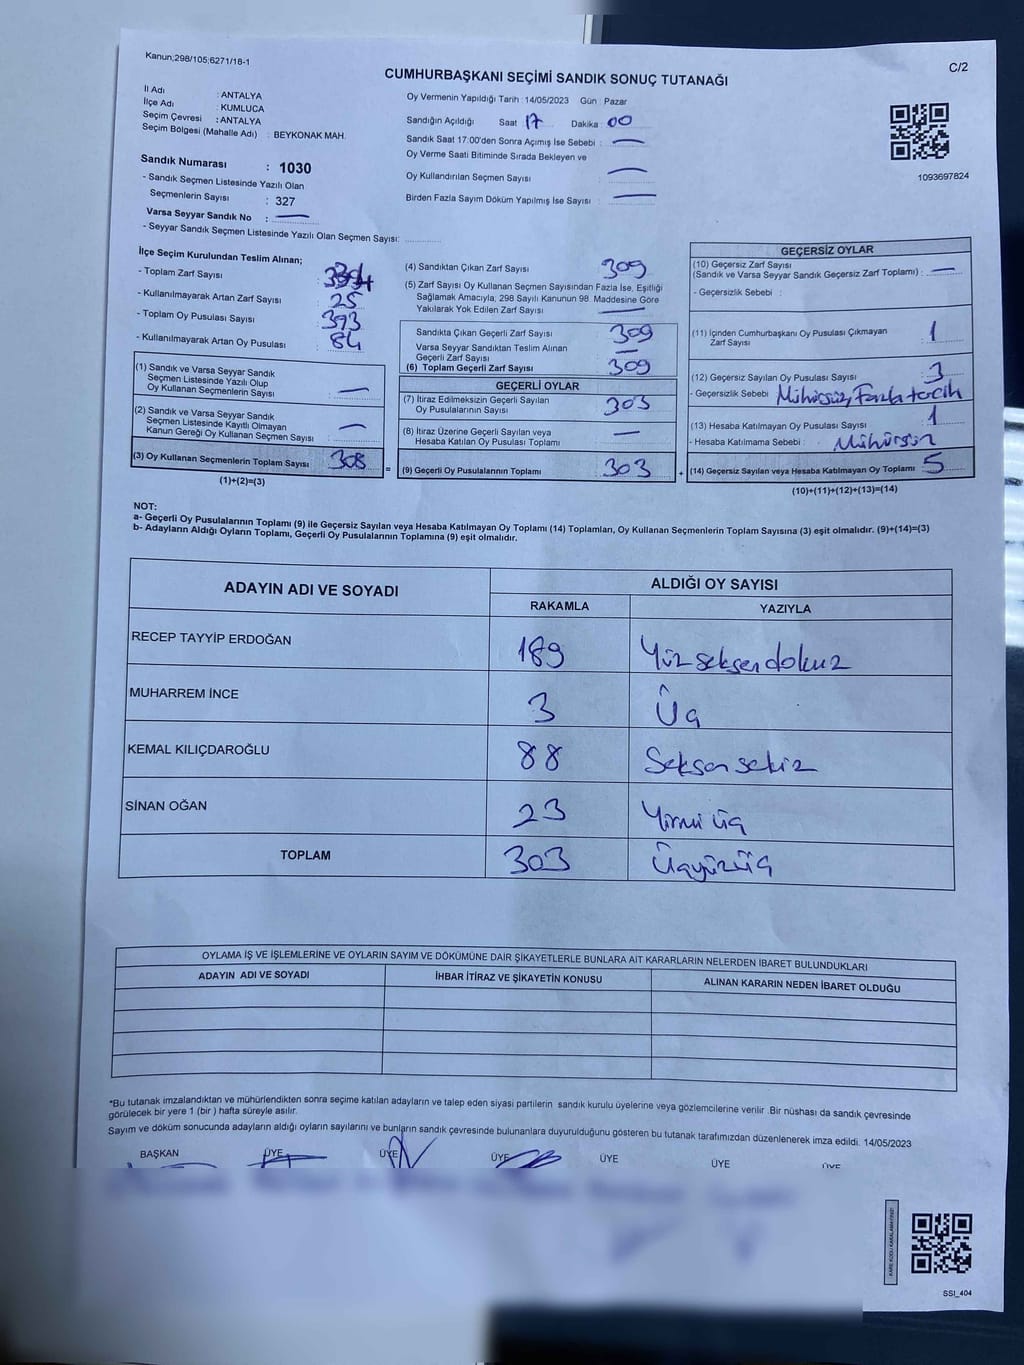 Kanun;298/105;6271/18-1
C/2
CUMHURBAŞKANI SEÇİMİ SANDIK SONUÇ TUTANAĞI
İl Adı : ANTALYA
İlçe Adı : KUMLUCA
Seçim Çevresi : ANTALYA
Seçim Bölgesi (Mahalle Adı) : BEYKONAK MAH.
Sandık Numarası : 1030
- Sandık Seçmen Listesinde Yazılı Olan
Seçmenlerin Sayısı : 327
Varsa Seyyar Sandık No : —
- Seyyar Sandık Seçmen Listesinde Yazılı Olan Seçmen Sayısı:
Oy Vermenin Yapıldığı Tarih : 14/05/2023 Gün : Pazar
Sandığın Açıldığı Saat 17 Dakika : 00
Sandık Saat 17.00'den Sonra Açımış İse Sebebi : —
Oy Verme Saati Bitiminde Sırada Bekleyen ve
Oy Kullandırılan Seçmen Sayısı : —
Birden Fazla Sayım Döküm Yapılmış İse Sayısı : —
1093697824
İlçe Seçim Kurulundan Teslim Alınan;
- Toplam Zarf Sayısı :
- Kullanılmayarak Artan Zarf Sayısı : 25
- Toplam Oy Pusulası Sayısı : 393
- Kullanılmayarak Artan Oy Pusulası : 84
(1) Sandık ve Varsa Seyyar Sandık
Seçmen Listesinde Yazılı Olup
Oy Kullanan Seçmenlerin Sayısı : —
(2) Sandık ve Varsa Seyyar Sandık
Seçmen Listesinde Kayıtlı Olmayan
Kanun Gereği Oy Kullanan Seçmen Sayısı : —
(3) Oy Kullanan Seçmenlerin Toplam Sayısı 308
(1)+(2)=(3)
=
(4) Sandıktan Çıkan Zarf Sayısı 309
(5) Zarf Sayısı Oy Kullanan Seçmen Sayısından Fazla İse, Eşitliği
Sağlamak Amacıyla, 298 Sayılı Kanunun 98. Maddesine Göre
Yakılarak Yok Edilen Zarf Sayısı —
Sandıkta Çıkan Geçerli Zarf Sayısı 309
Varsa Seyyar Sandıktan Teslim Alınan
Geçerli Zarf Sayısı —
(6) Toplam Geçerli Zarf Sayısı 309
GEÇERLİ OYLAR
(7) İtiraz Edilmeksizin Geçerli Sayılan
Oy Pusulalarının Sayısı 303
(8) İtiraz Üzerine Geçerli Sayılan veya
Hesaba Katılan Oy Pusulası Toplamı —
(9) Geçerli Oy Pusulalarının Toplamı 303
+
GEÇERSİZ OYLAR
(10) Geçersiz Zarf Sayısı
(Sandık ve Varsa Seyyar Sandık Geçersiz Zarf Toplamı) : —
- Geçersizlik Sebebi :
(11) İçinden Cumhurbaşkanı Oy Pusulası Çıkmayan
Zarf Sayısı : 1
(12) Geçersiz Sayılan Oy Pusulası Sayısı : 3
- Geçersizlik Sebebi Mühürsüz, Fazla tercih
(13) Hesaba Katılmayan Oy Pusulası Sayısı : 1
- Hesaba Katılmama Sebebi : Mühürsüz
(14) Geçersiz Sayılan veya Hesaba Katılmayan Oy Toplamı 5
(10)+(11)+(12)+(13)=(14)
NOT:
a- Geçerli Oy Pusulalarının Toplamı (9) ile Geçersiz Sayılan veya Hesaba Katılmayan Oy Toplamı (14) Toplamları, Oy Kullanan Seçmenlerin Toplam Sayısına (3) eşit olmalıdır. (9)+(14)=(3)
b- Adayların Aldığı Oyların Toplamı, Geçerli Oy Pusulalarının Toplamına (9) eşit olmalıdır.
ADAYIN ADI VE SOYADI ALDIĞI OY SAYISI
RAKAMLA YAZIYLA
RECEP TAYYİP ERDOĞAN 189 Yüzseksendokuz
MUHARREM İNCE 3 Üç
KEMAL KILIÇDAROĞLU 88 Seksensekiz
SİNAN OĞAN 23 Yirmi üç
TOPLAM 303 Üçyüzüç
OYLAMA İŞ VE İŞLEMLERİNE VE OYLARIN SAYIM VE DÖKÜMÜNE DAİR ŞİKAYETLERLE BUNLARA AİT KARARLARIN NELERDEN İBARET BULUNDUKLARI
ADAYIN ADI VE SOYADI İHBAR İTİRAZ VE ŞİKAYETİN KONUSU ALINAN KARARIN NEDEN İBARET OLDUĞU
*Bu tutanak imzalandıktan ve mühürlendikten sonra seçime katılan adayların ve talep eden siyasi partilerin sandık kurulu üyelerine veya gözlemcilerine verilir .Bir nüshası da sandık çevresinde
görülecek bir yere 1 (bir ) hafta süreyle asılır.
Sayım ve döküm sonucunda adayların aldığı oyların sayılarını ve bunların sandık çevresinde bulunanlara duyurulduğunu gösteren bu tutanak tarafımızdan düzenlenerek imza edildi. 14/05/2023
BAŞKAN ÜYE ÜYE ÜYE ÜYE ÜYE ÜYE
SSI_404